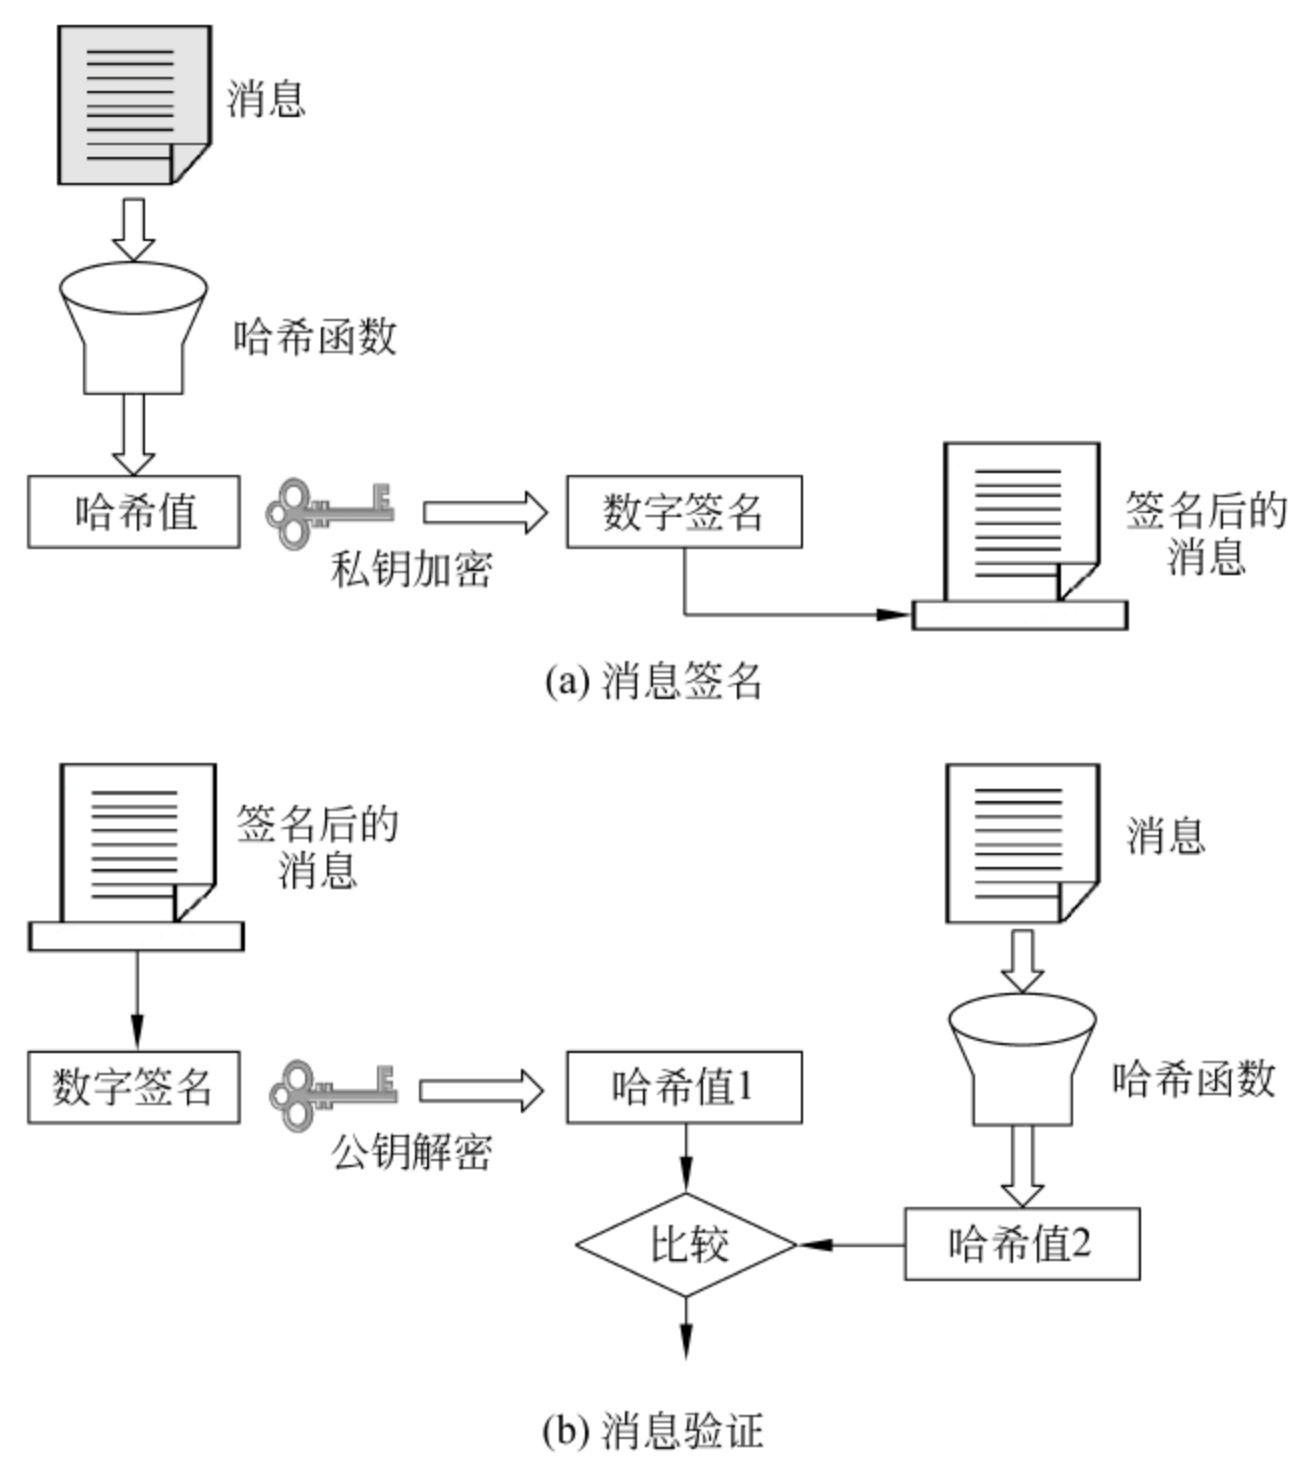 消息
哈希函数
哈希值
私钥加密
数字签名
签名后的
消息
(a) 消息签名
签名后的
消息
消息
数字签名
公钥解密
哈希值1
哈希函数
比较
哈希值2
(b) 消息验证